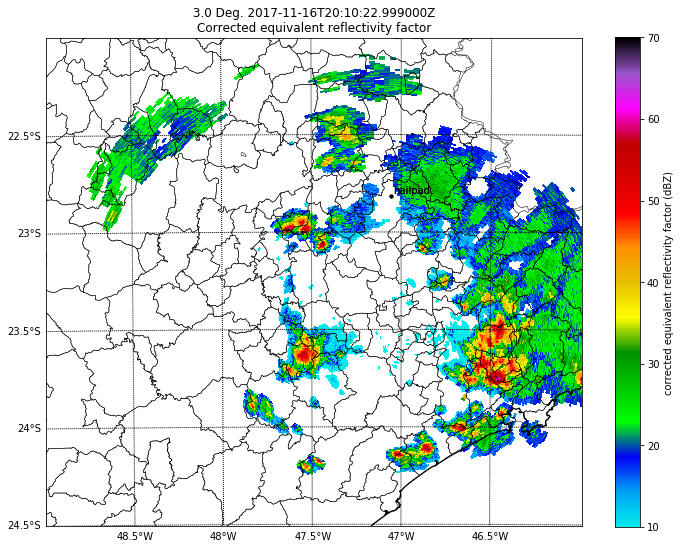 3.0 Deg. 2017-11-16T20:10:22.999000Z
Corrected equivalent reflectivity factor
22.5°S
23°S
23.5°S
24°S
24.5°S
48.5°W
48°W
47.5°W
47°W
46.5°W
railpad
70
60
50
40
30
20
10
corrected equivalent reflectivity factor (dBZ)